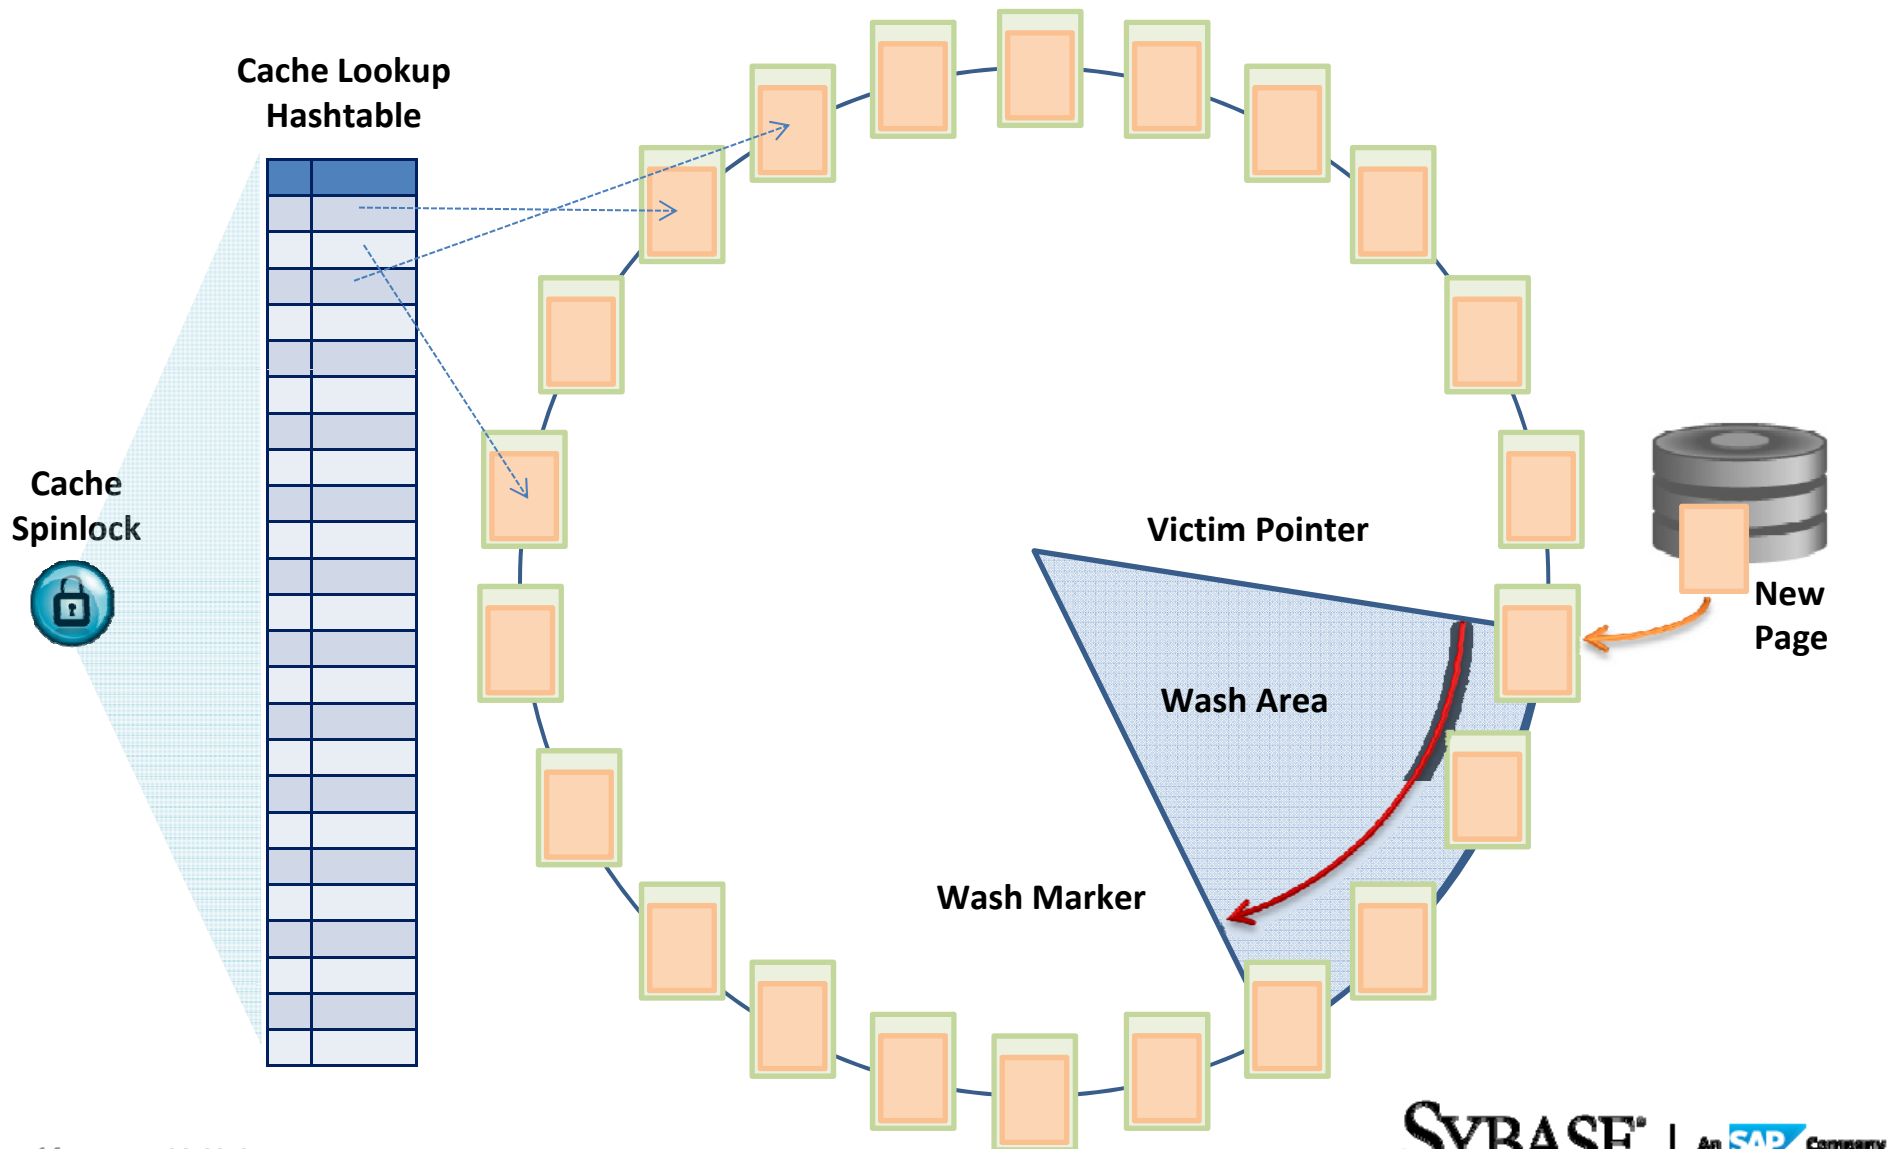 Cache Lookup
Hashtable
Cache
Spinlock
Victim Pointer
New
Page
Wash Area
Wash Marker
SYBASE® | An SAP Company